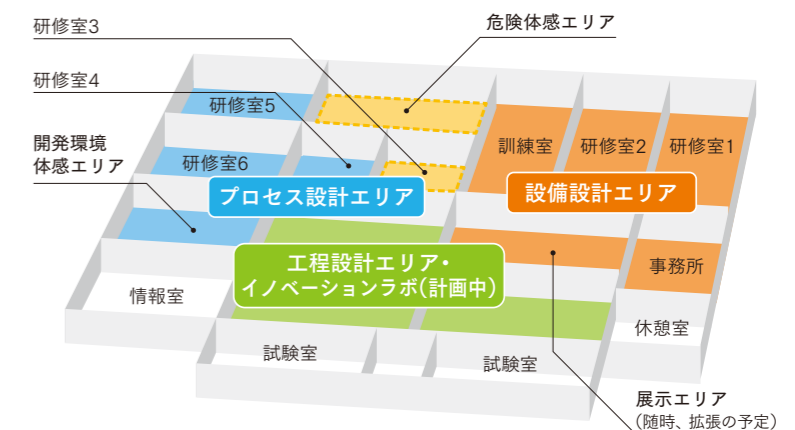 研修室3
危険体感エリア
研修室4
研修室5
開発環境
体感エリア
訓練室
研修室2
研修室1
研修室6
プロセス設計エリア
設備設計エリア
工程設計エリア・
イノベーションラボ(計画中)
事務所
情報室
休憩室
試験室
試験室
展示エリア
(随時、拡張の予定)